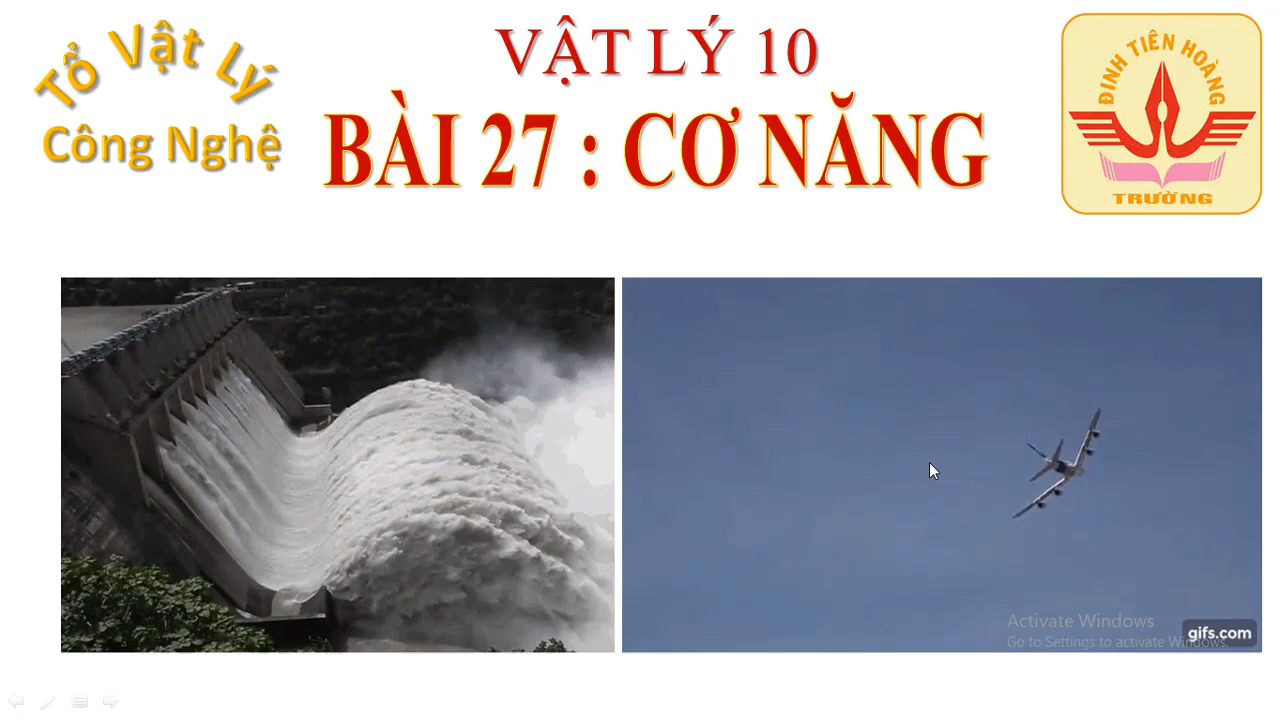 Tổ Vật Lý
Công Nghệ
VẬT LÝ 10
BÀI 27 : CƠ NĂNG
ĐINH TIÊN HOÀNG
TRƯỜNG
Activate Windows
Go to Settings to activate Windows.
gifs.com